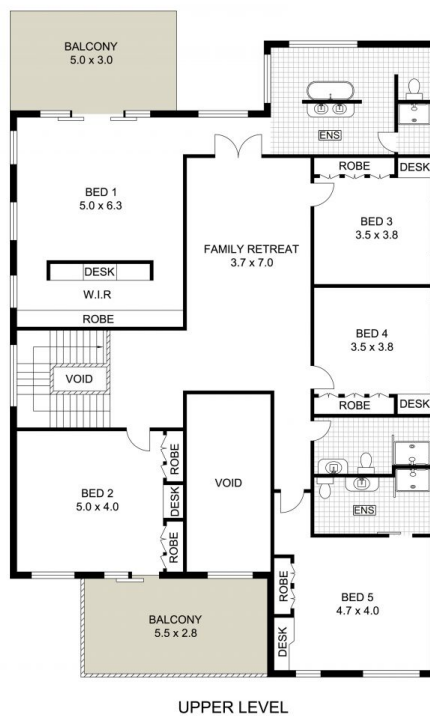 BALCONY
5.0 x 3.0
ENS
BED 1
5.0 x 6.3
ROBE
DESK
BED 3
3.5 x 3.8
FAMILY RETREAT
3.7 x 7.0
DESK
W.I.R
ROBE
BED 4
3.5 x 3.8
VOID
ROBE
DESK
ROBE
BED 2
5.0 x 4.0
DESK
VOID
ROBE
ENS
BALCONY
5.5 x 2.8
ROBE
BED 5
4.7 x 4.0
DESK
UPPER LEVEL